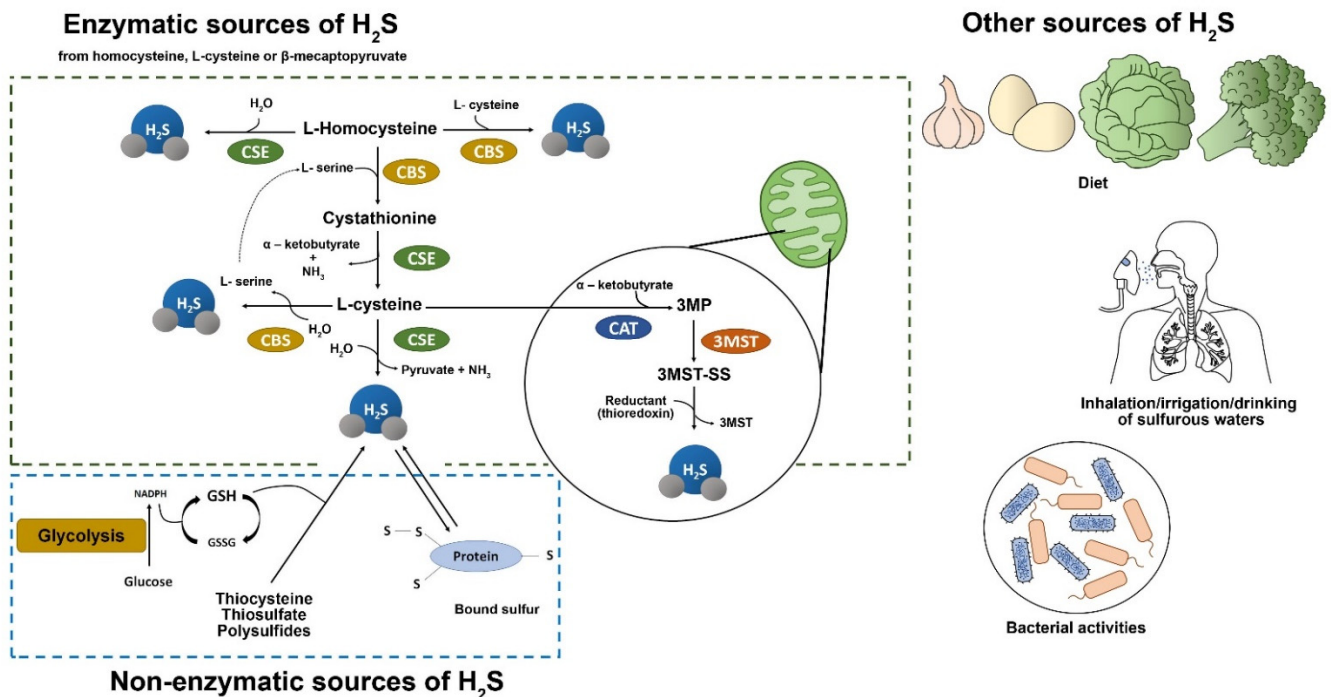 Enzymatic sources of H₂S
from homocysteine, L-cysteine or β-mecaptopyruvate
Other sources of H₂S
H₂S
H₂O
CSE
L-Homocysteine
L- cysteine
CBS
H₂S
L- serine
CBS
Cystathionine
α – ketobutyrate
+
NH₃
CSE
L- serine
H₂S
CBS
H₂O
L-cysteine
H₂O
CSE
Pyruvate + NH₃
H₂S
α – ketobutyrate
3MP
CAT
3MST
3MST-SS
Reductant
(thioredoxin)
3MST
H₂S
Diet
Inhalation/irrigation/drinking
of sulfurous waters
Bacterial activities
Glycolysis
NADPH
GSH
GSSG
Glucose
Thiocysteine
Thiosulfate
Polysulfides
S
S
Protein
S
S
Bound sulfur
Non-enzymatic sources of H₂S